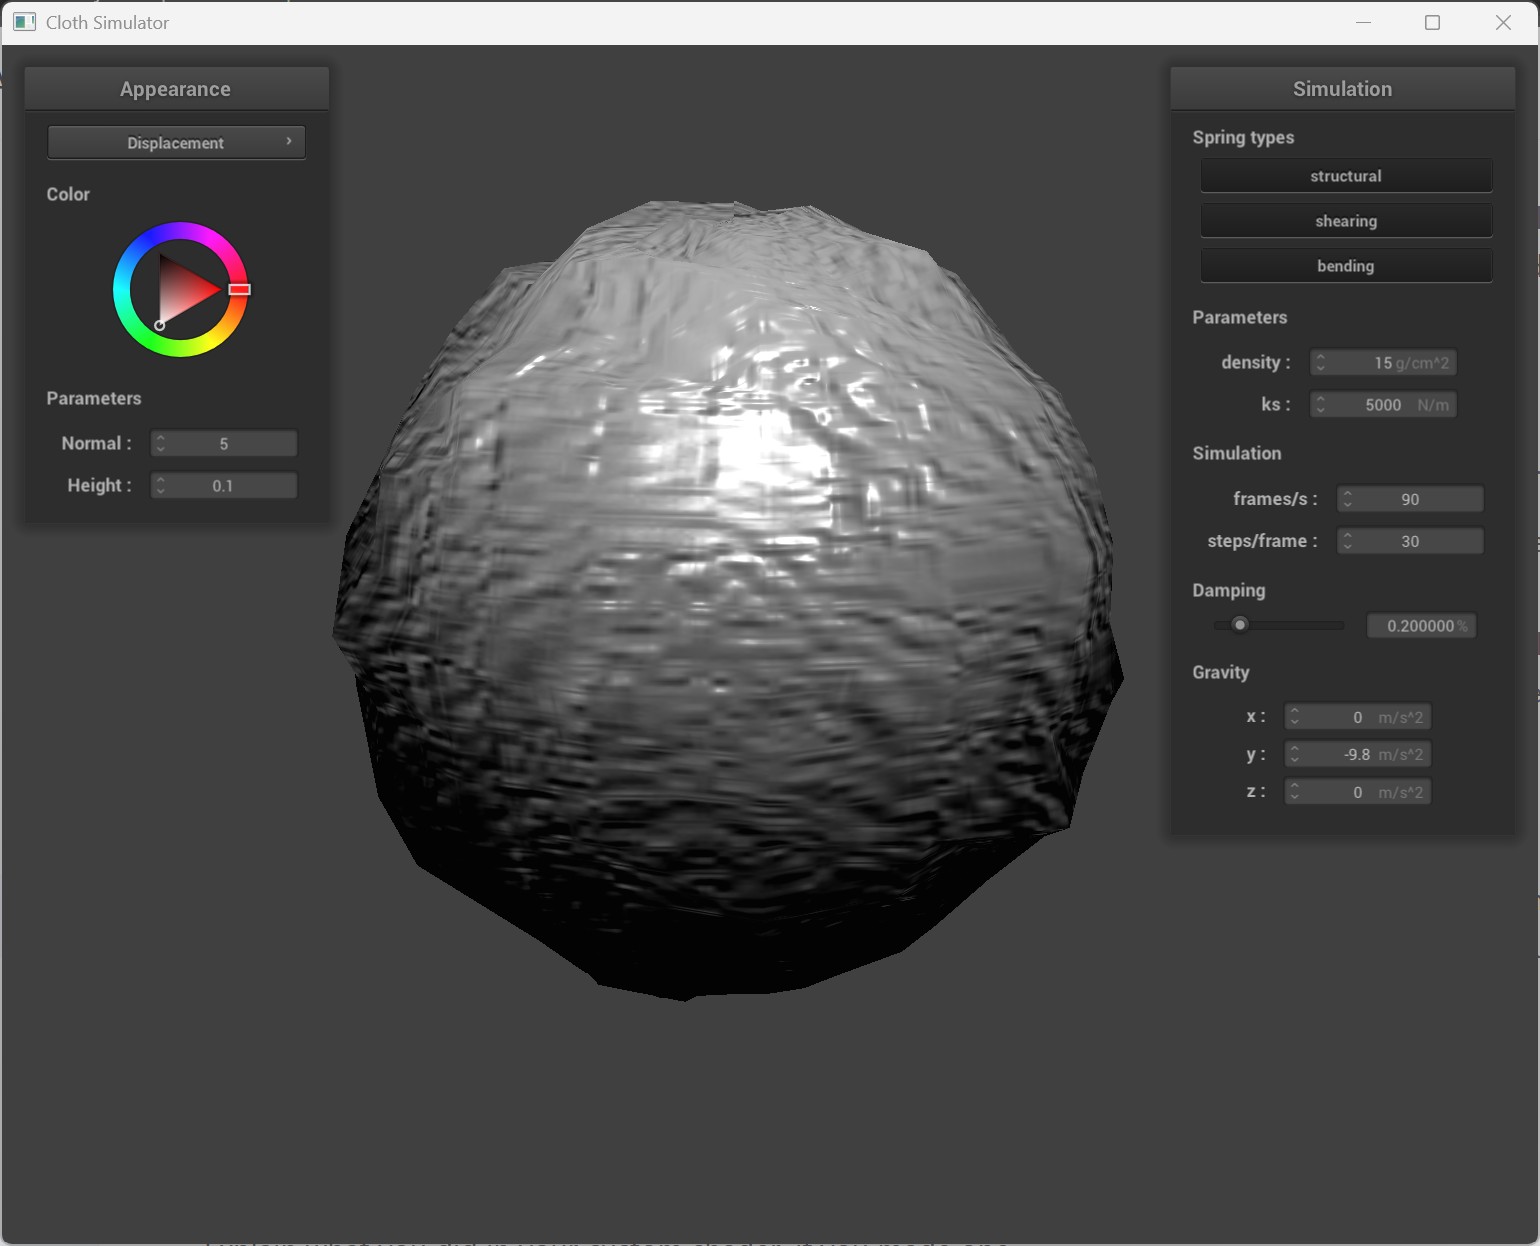 Cloth Simulator
Appearance
Displacement
Color
Parameters
Normal : 5
Height : 0.1
Simulation
Spring types
structural
shearing
bending
Parameters
density : 15 g/cm^2
ks : 5000 N/m
Simulation
frames/s : 90
steps/frame : 30
Damping
0.200000 %
Gravity
x : 0 m/s^2
y : -9.8 m/s^2
z : 0 m/s^2